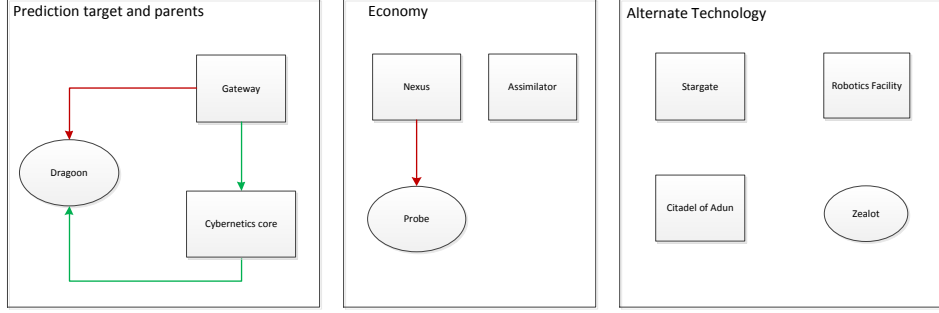 Prediction target and parents
Gateway
Dragoon
Cybernetics core
Economy
Nexus
Assimilator
Probe
Alternate Technology
Stargate
Robotics Facility
Citadel of Adun
Zealot